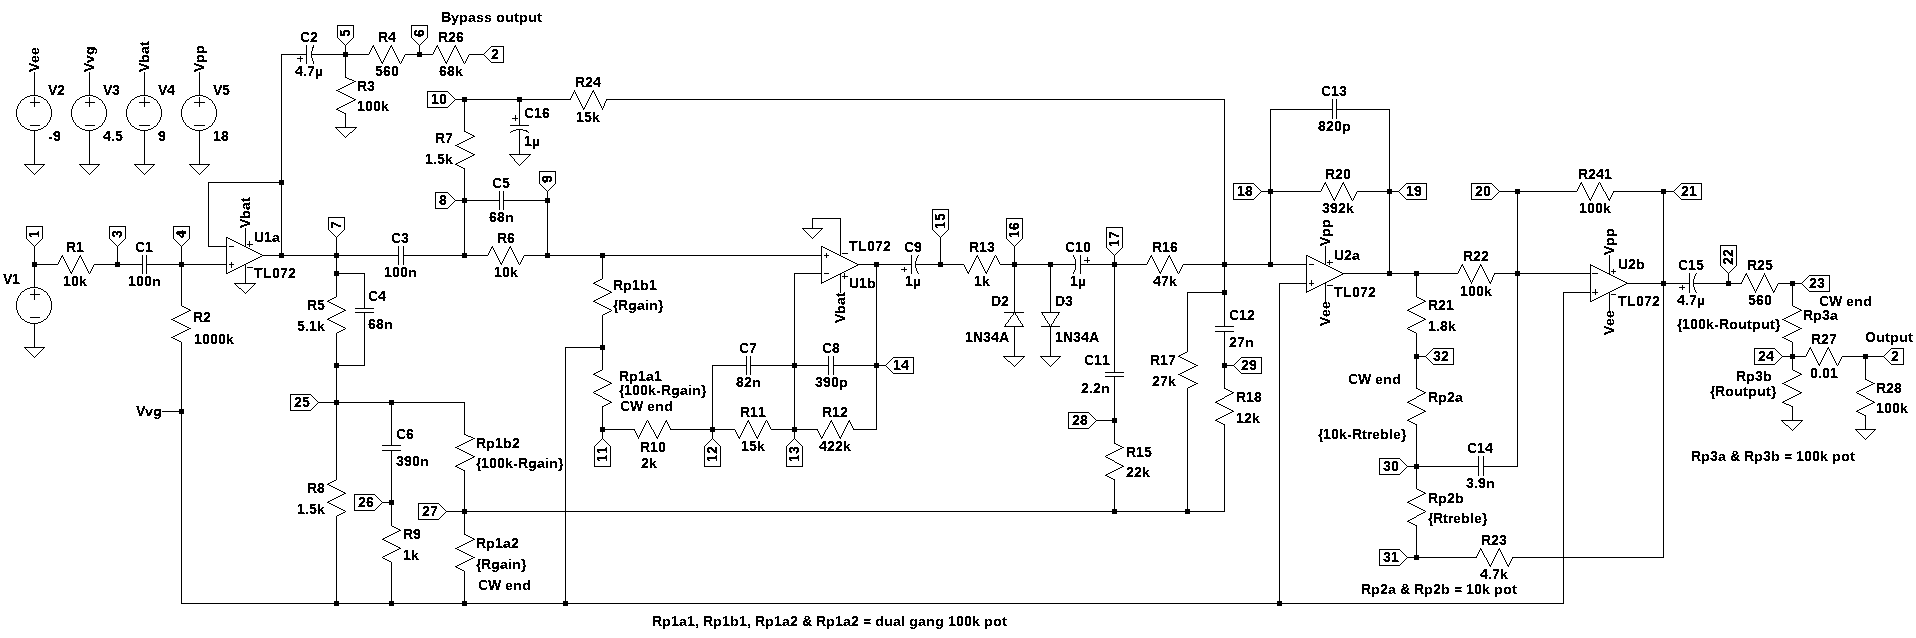 Bypass output
Vee
Vvg
Vbat
Vpp
V2
-9
V3
4.5
V4
9
V5
18
C2
4.7µ
5
R4
560
6
R26
68k
2
R3
100k
10
R24
15k
C16
1µ
R7
1.5k
C13
820p
8
C5
68n
9
18
R20
392k
19
20
R241
100k
21
1
R1
10k
3
C1
100n
4
Vbat
U1a
TL072
7
C3
100n
R6
10k
TL072
U1b
Vbat
C9
1µ
15
R13
1k
16
C10
1µ
17
R16
47k
Vpp
U2a
TL072
Vee
R22
100k
Vpp
U2b
TL072
Vee
C15
4.7µ
22
R25
560
23
V1
R2
1000k
R5
5.1k
C4
68n
Rp1b1
{Rgain}
D2
1N34A
D3
1N34A
C12
27n
R21
1.8k
CW end
Rp3a
{100k-Routput}
R27
0.01
Output
2
24
Rp3b
{Routput}
R28
100k
Rp1a1
{100k-Rgain}
CW end
C7
82n
C8
390p
14
C11
2.2n
R17
27k
29
R18
12k
32
CW end
Rp2a
{10k-Rtreble}
Vvg
25
C6
390n
Rp1b2
{100k-Rgain}
11
R10
2k
12
R11
15k
13
R12
422k
28
R15
22k
30
C14
3.9n
Rp3a & Rp3b = 100k pot
R8
1.5k
26
R9
1k
27
Rp1a2
{Rgain}
CW end
Rp2b
{Rtreble}
31
R23
4.7k
Rp2a & Rp2b = 10k pot
Rp1a1, Rp1b1, Rp1a2 & Rp1a2 = dual gang 100k pot